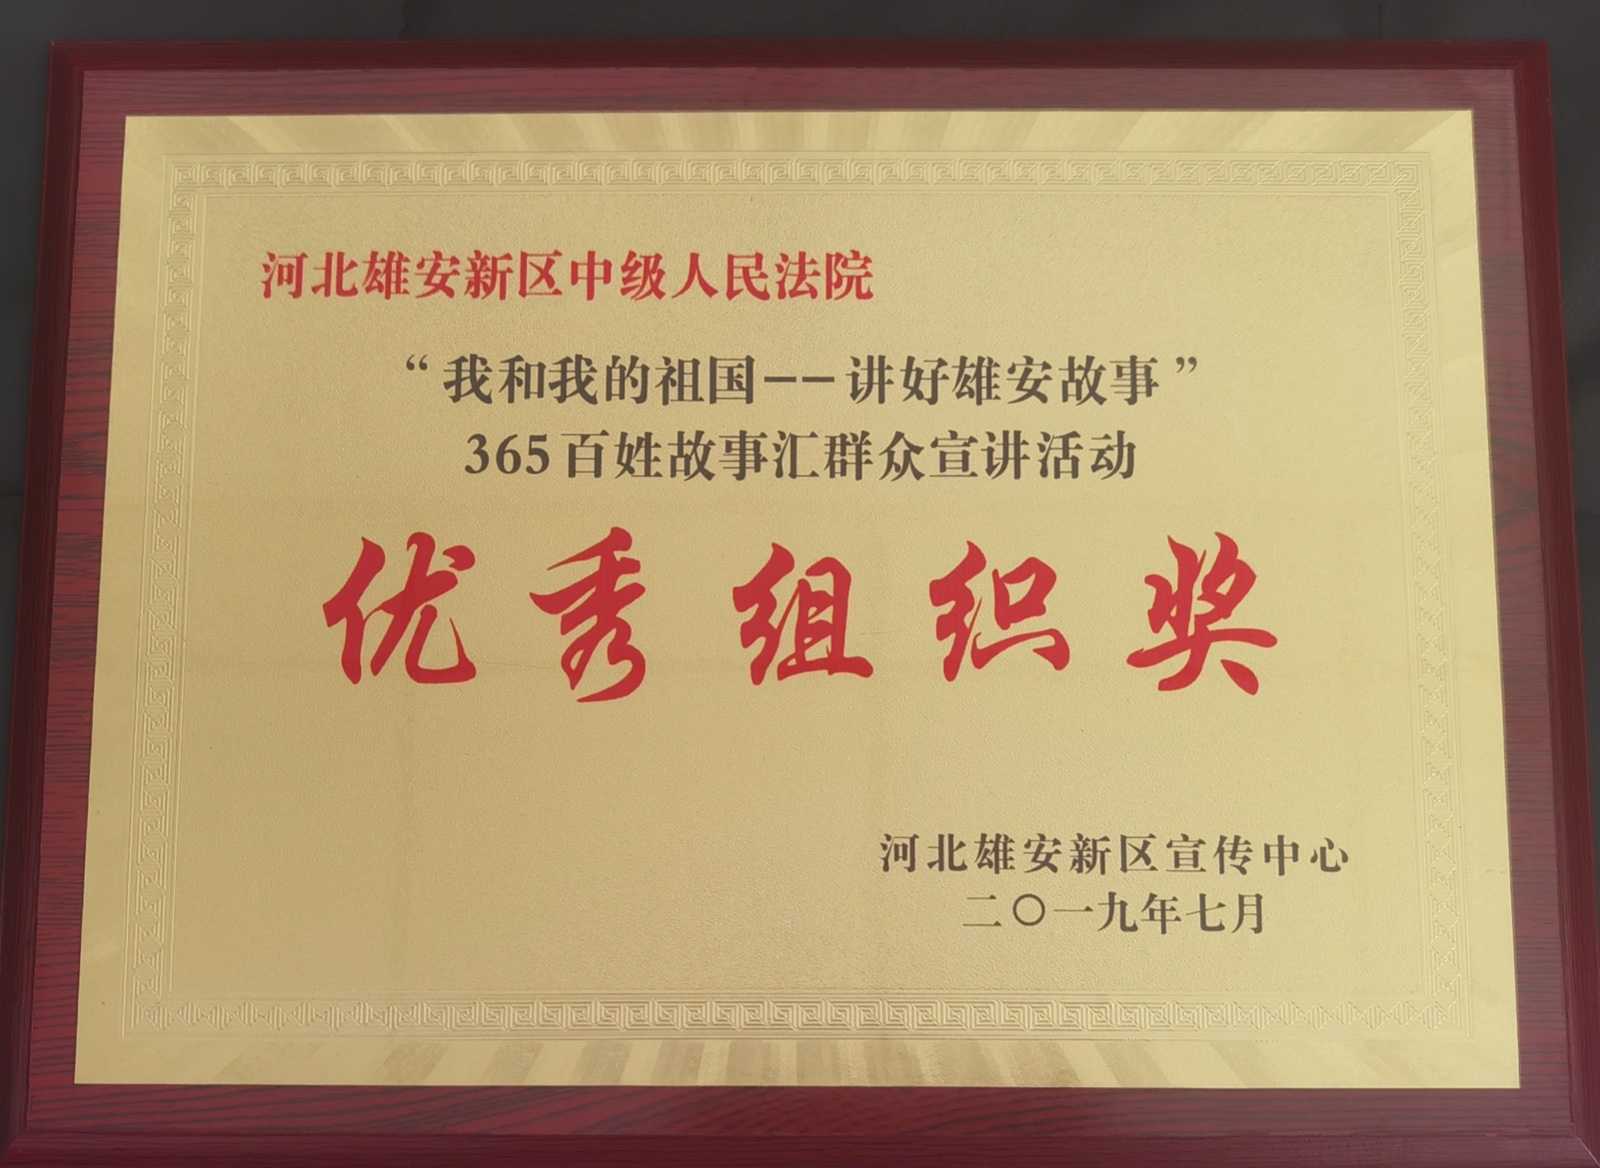 河北雄安新区中级人民法院
“我和我的祖国——讲好雄安故事”
365百姓故事汇群众宣讲活动
优秀组织奖
河北雄安新区宣传中心
二〇一九年七月